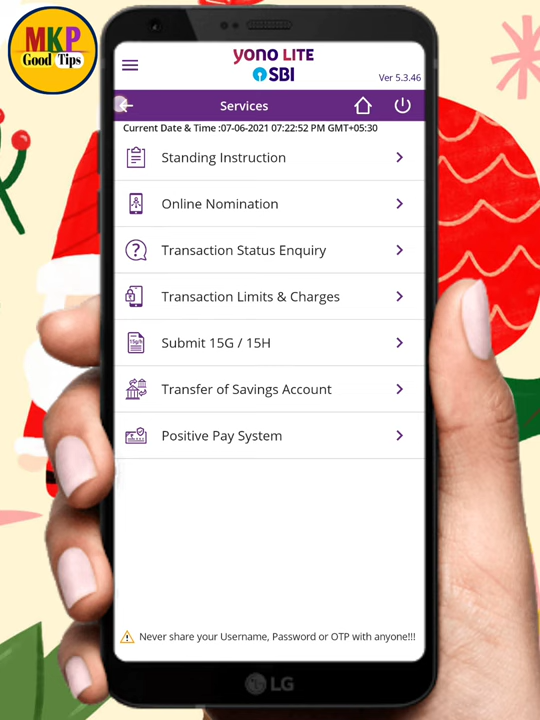 MKP
Good Tips
yono LITE
SBI
Ver 5.3.46
Services
Current Date & Time :07-06-2021 07:22:52 PM GMT+05:30
Standing Instruction
Online Nomination
Transaction Status Enquiry
Transaction Limits & Charges
Submit 15G / 15H
Transfer of Savings Account
Positive Pay System
Never share your Username, Password or OTP with anyone!!!
LG